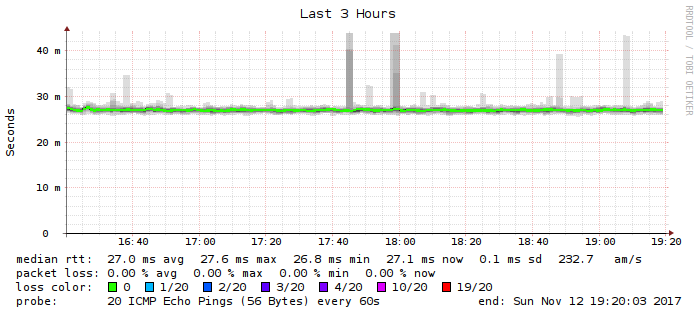 Last 3 Hours
RRDTOOL / TOBI OETIKER
Seconds
40 m
30 m
20 m
10 m
0
16:40 17:00 17:20 17:40 18:00 18:20 18:40 19:00 19:20
median rtt: 27.0 ms avg 27.6 ms max 26.8 ms min 27.1 ms now 0.1 ms sd 232.7 am/s
packet loss: 0.00 % avg 0.00 % max 0.00 % min 0.00 % now
loss color: 0 1/20 2/20 3/20 4/20 10/20 19/20
probe: 20 ICMP Echo Pings (56 Bytes) every 60s end: Sun Nov 12 19:20:03 2017